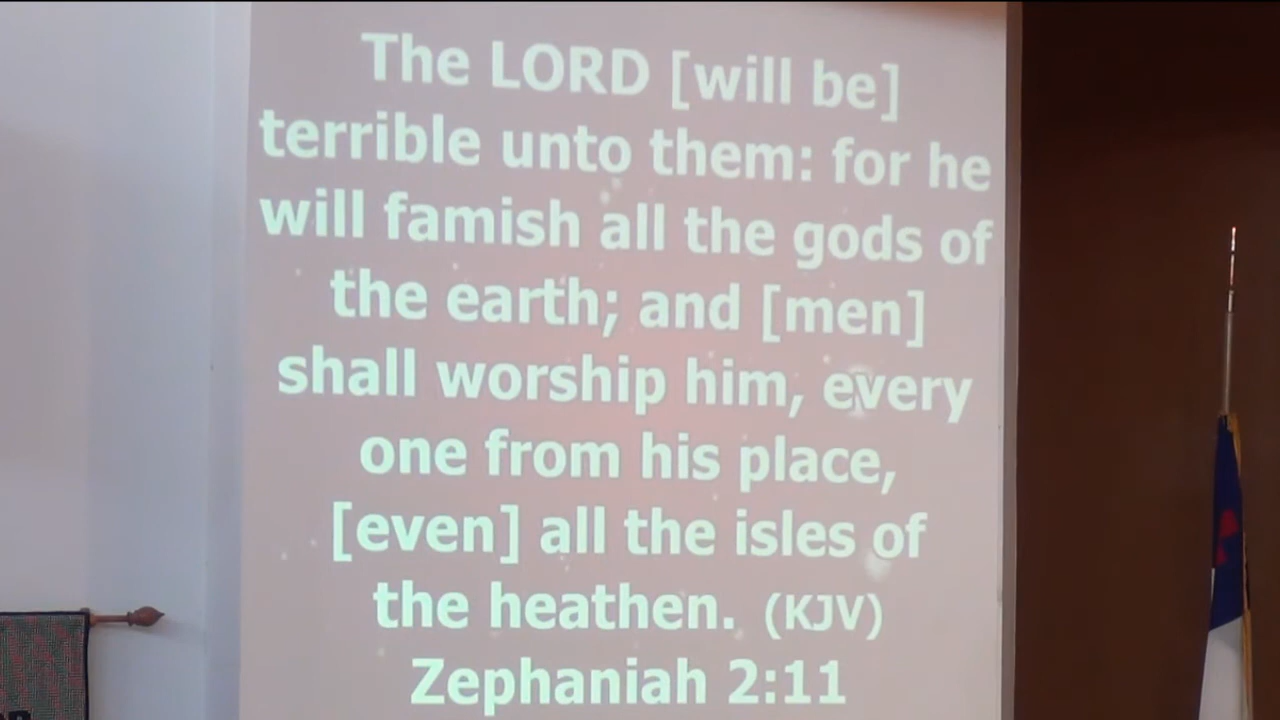 The LORD [will be]
terrible unto them: for he
will famish all the gods of
the earth; and [men]
shall worship him, every
one from his place,
[even] all the isles of
the heathen. (KJV)
Zephaniah 2:11